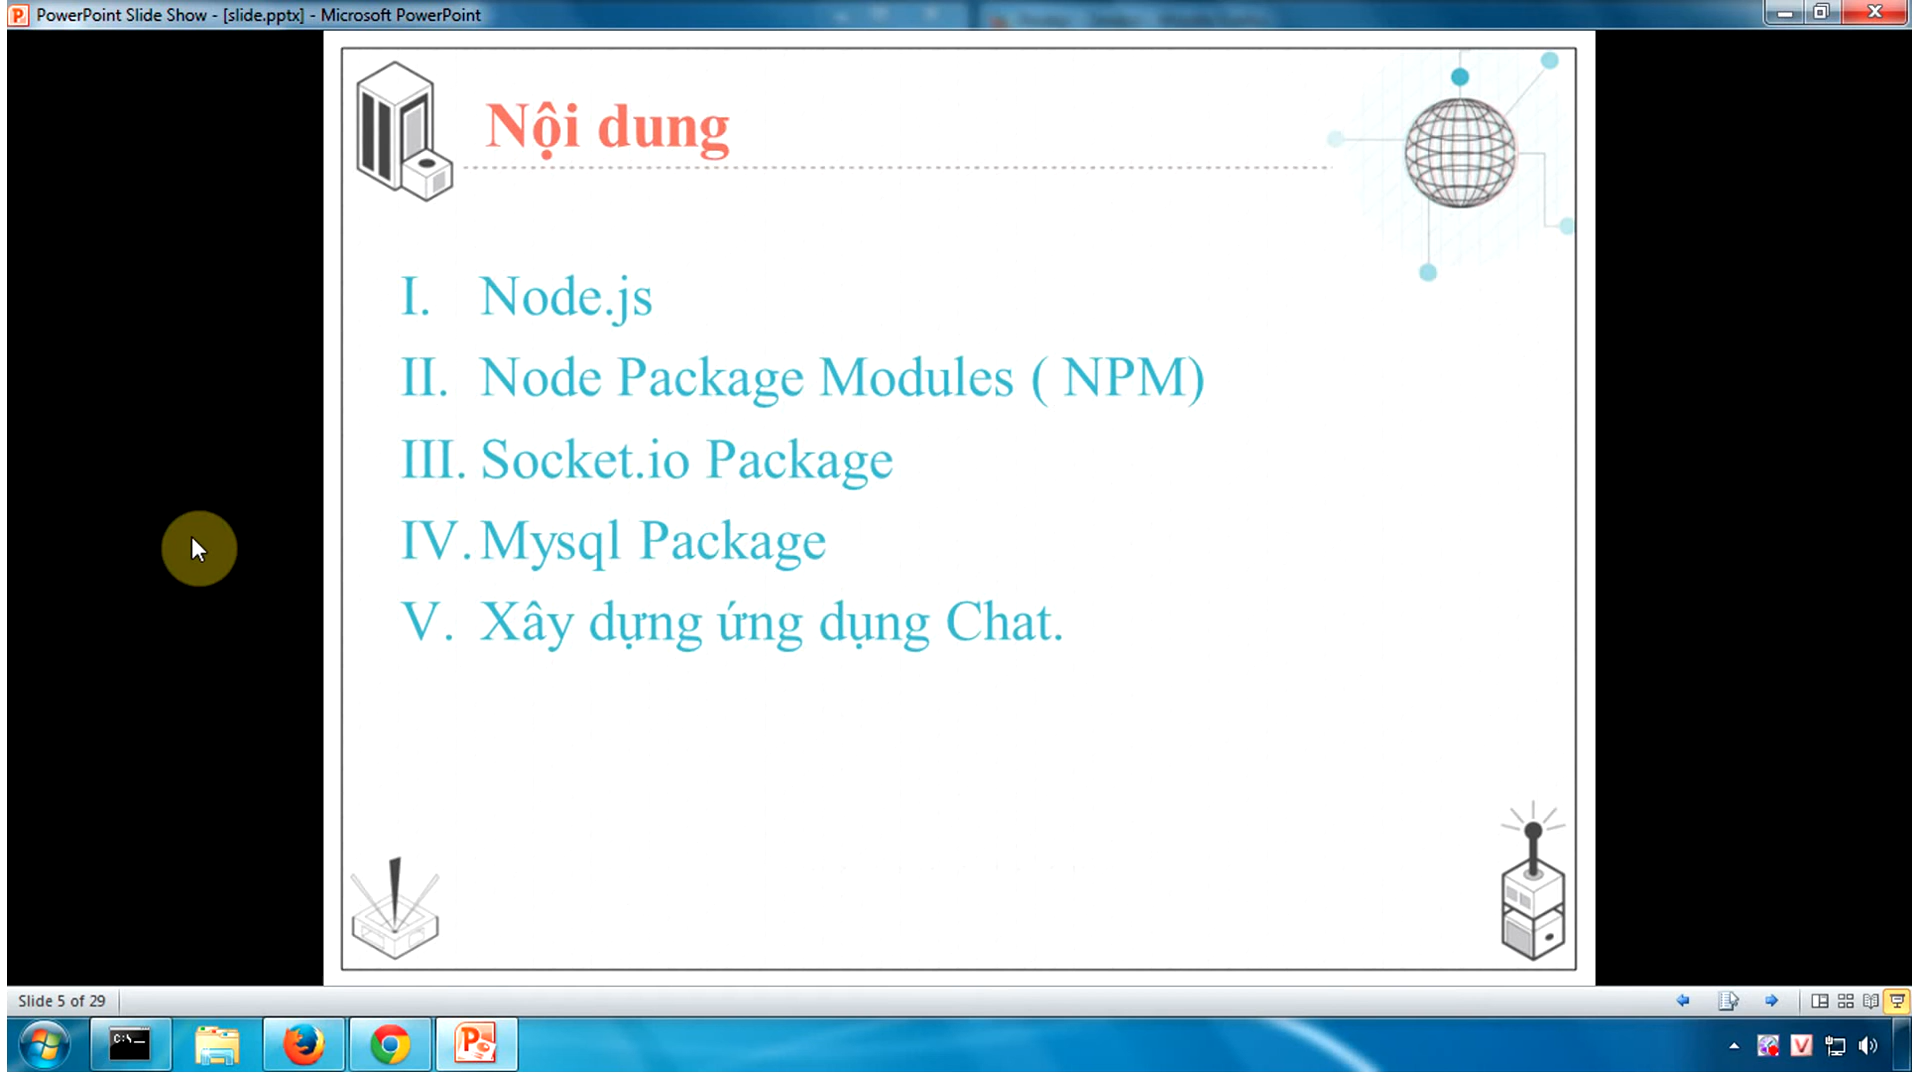 PowerPoint Slide Show - [slide.pptx] - Microsoft PowerPoint
Nội dung
I. Node.js
II. Node Package Modules ( NPM)
III. Socket.io Package
IV. Mysql Package
V. Xây dựng ứng dụng Chat.
Slide 5 of 29
C:\_